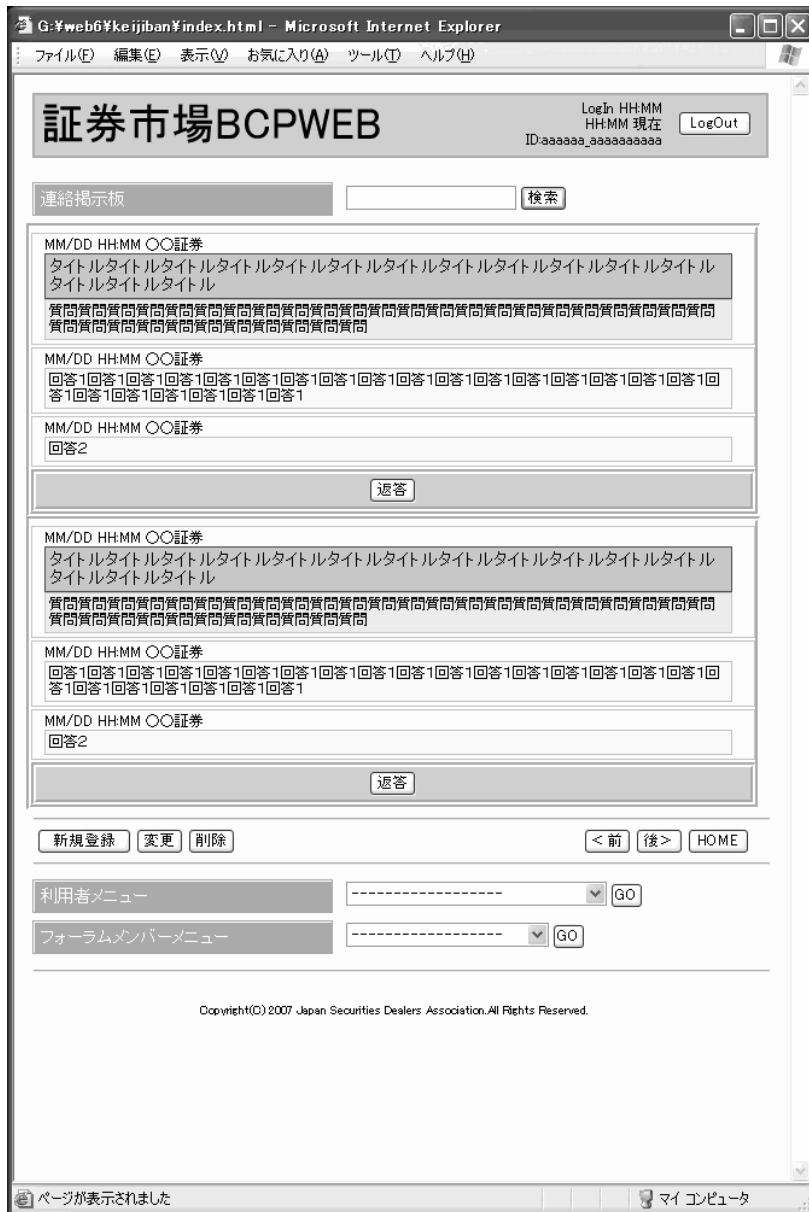 G:¥web6¥keijiban¥index.html - Microsoft Internet Explorer
ファイル(F) 編集(E) 表示(V) お気に入り(A) ツール(T) ヘルプ(H)
証券市場BCPWEB
LogIn HH:MM
HH:MM 現在
ID:aaaaaa_aaaaaaaaaa
LogOut
連絡掲示板
検索
MM/DD HH:MM 〇〇証券
タイトルタイトルタイトルタイトルタイトルタイトルタイトルタイトルタイトルタイトルタイトルタイトル
タイトルタイトルタイトル
質問質問質問質問質問質問質問質問質問質問質問質問質問質問質問質問質問質問質問質問質問質問質問
質問質問質問質問質問質問質問質問質問質問質問
MM/DD HH:MM 〇〇証券
回答1回答1回答1回答1回答1回答1回答1回答1回答1回答1回答1回答1回答1回答1回答1回答1回答1回
答1回答1回答1回答1回答1回答1回答1
MM/DD HH:MM 〇〇証券
回答2
返答
MM/DD HH:MM 〇〇証券
タイトルタイトルタイトルタイトルタイトルタイトルタイトルタイトルタイトルタイトルタイトルタイトル
タイトルタイトルタイトル
質問質問質問質問質問質問質問質問質問質問質問質問質問質問質問質問質問質問質問質問質問質問質問
質問質問質問質問質問質問質問質問質問質問質問
MM/DD HH:MM 〇〇証券
回答1回答1回答1回答1回答1回答1回答1回答1回答1回答1回答1回答1回答1回答1回答1回答1回答1回
答1回答1回答1回答1回答1回答1回答1
MM/DD HH:MM 〇〇証券
回答2
返答
新規登録 変更 削除 <前 後> HOME
利用者メニュー ------------------ GO
フォーラムメンバーメニュー ------------------ GO
Copyright(C) 2007 Japan Securities Dealers Association.All Rights Reserved.
ページが表示されました マイ コンピュータ